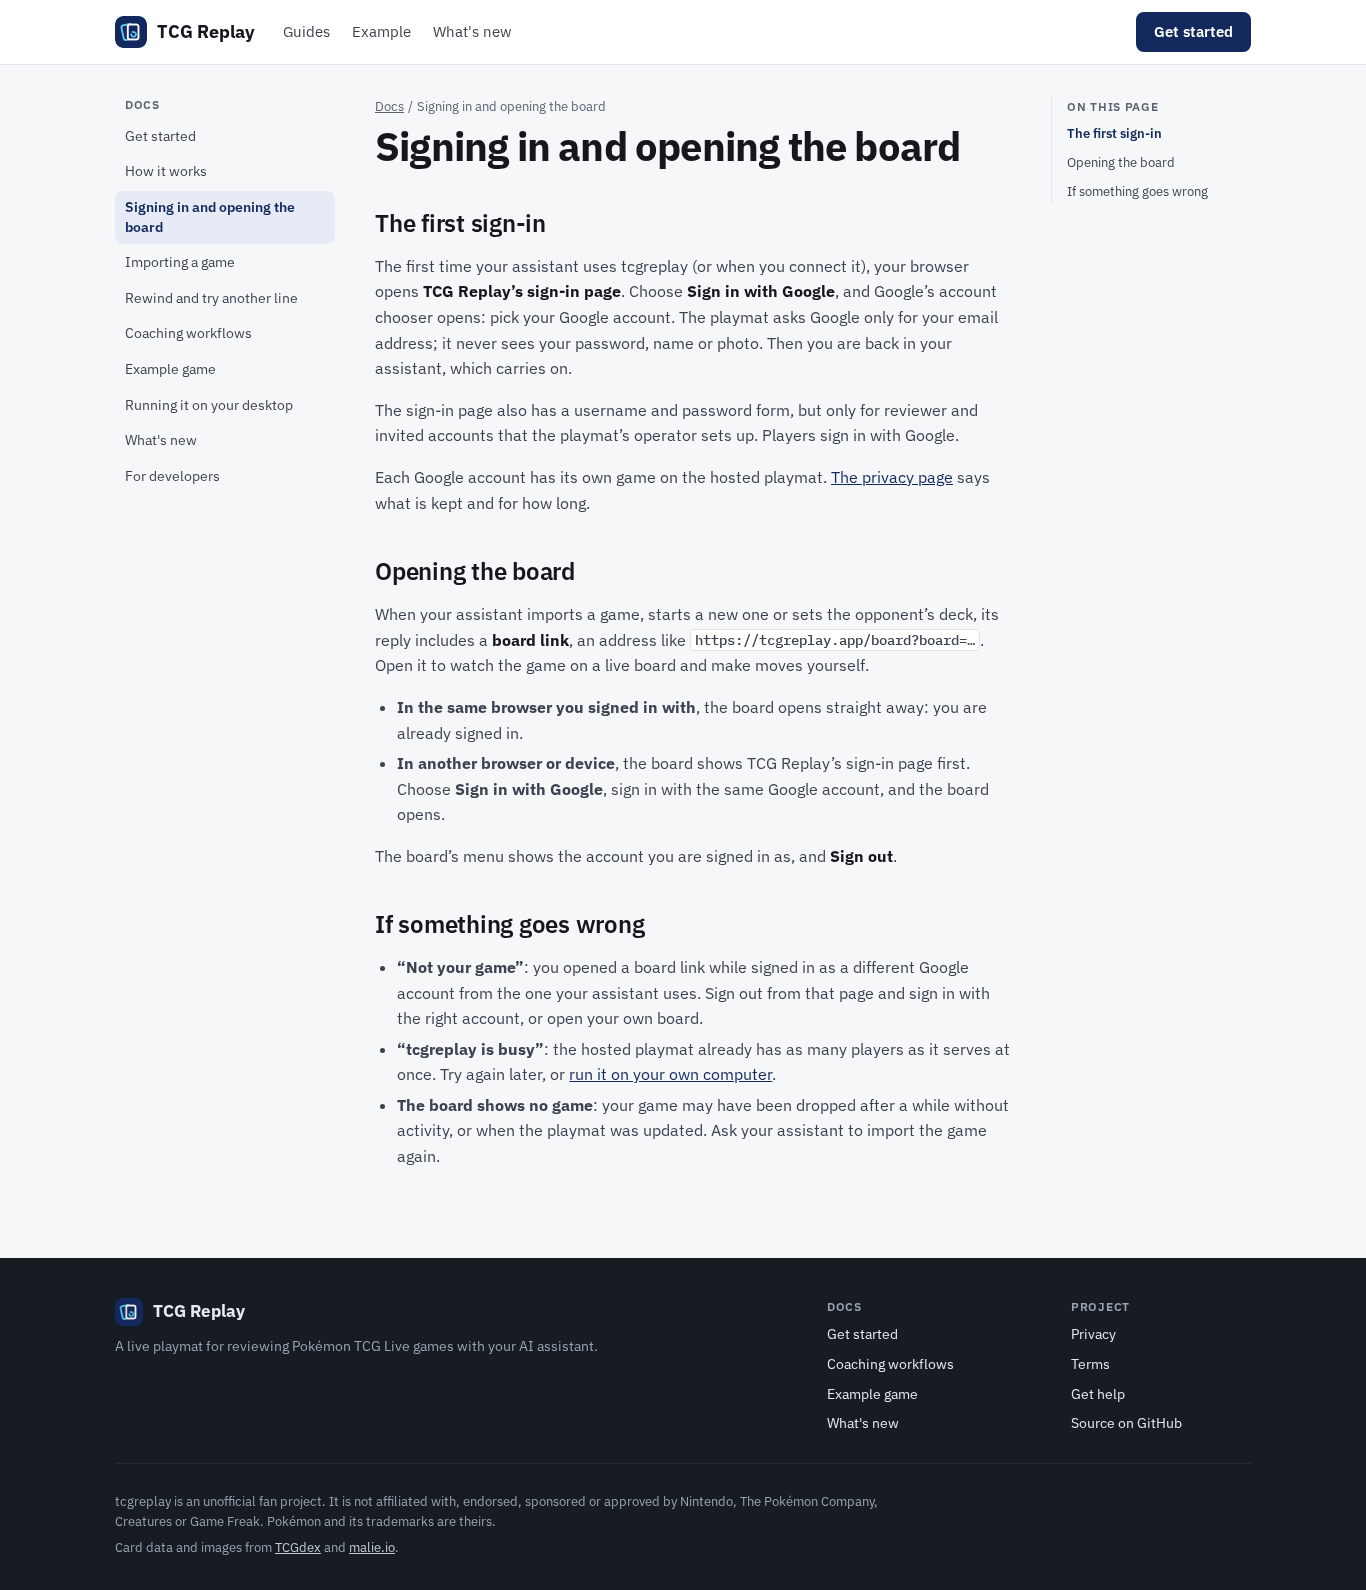 TCG Replay
Guides
Example
What's new
Get started
DOCS
Get started
How it works
Signing in and opening the
board
Importing a game
Rewind and try another line
Coaching workflows
Example game
Running it on your desktop
What's new
For developers
Docs / Signing in and opening the board
Signing in and opening the board
The first sign-in
The first time your assistant uses tcgreplay (or when you connect it), your browser
opens TCG Replay’s sign-in page. Choose Sign in with Google, and Google’s account
chooser opens: pick your Google account. The playmat asks Google only for your email
address; it never sees your password, name or photo. Then you are back in your
assistant, which carries on.
The sign-in page also has a username and password form, but only for reviewer and
invited accounts that the playmat’s operator sets up. Players sign in with Google.
Each Google account has its own game on the hosted playmat. The privacy page says
what is kept and for how long.
Opening the board
When your assistant imports a game, starts a new one or sets the opponent’s deck, its
reply includes a board link, an address like https://tcgreplay.app/board?board=… .
Open it to watch the game on a live board and make moves yourself.
• In the same browser you signed in with, the board opens straight away: you are
already signed in.
• In another browser or device, the board shows TCG Replay’s sign-in page first.
Choose Sign in with Google, sign in with the same Google account, and the board
opens.
The board’s menu shows the account you are signed in as, and Sign out.
If something goes wrong
• “Not your game”: you opened a board link while signed in as a different Google
account from the one your assistant uses. Sign out from that page and sign in with
the right account, or open your own board.
• “tcgreplay is busy”: the hosted playmat already has as many players as it serves at
once. Try again later, or run it on your own computer.
• The board shows no game: your game may have been dropped after a while without
activity, or when the playmat was updated. Ask your assistant to import the game
again.
ON THIS PAGE
The first sign-in
Opening the board
If something goes wrong
TCG Replay
A live playmat for reviewing Pokémon TCG Live games with your AI assistant.
DOCS
Get started
Coaching workflows
Example game
What's new
PROJECT
Privacy
Terms
Get help
Source on GitHub
tcgreplay is an unofficial fan project. It is not affiliated with, endorsed, sponsored or approved by Nintendo, The Pokémon Company,
Creatures or Game Freak. Pokémon and its trademarks are theirs.
Card data and images from TCGdex and malie.io.